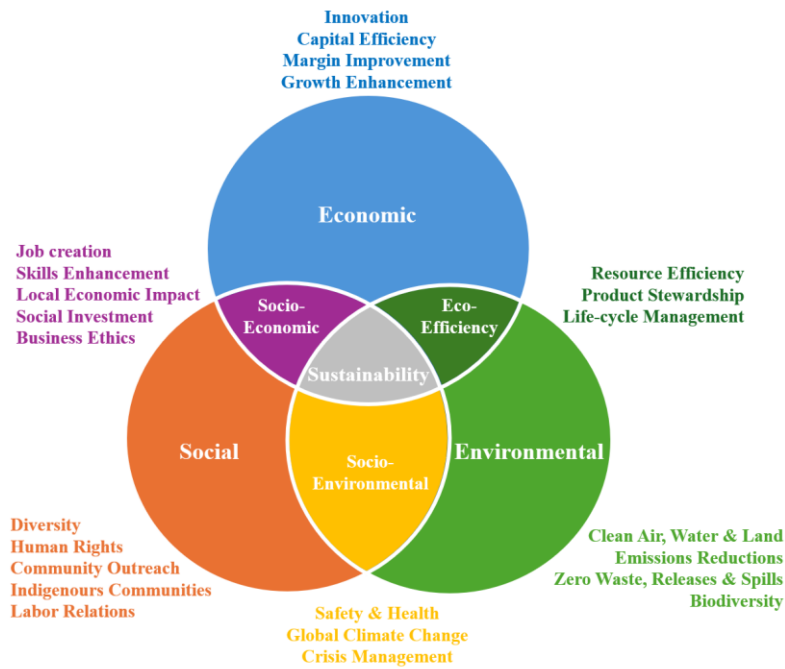 Innovation
Capital Efficiency
Margin Improvement
Growth Enhancement
Economic
Job creation
Skills Enhancement
Local Economic Impact
Social Investment
Business Ethics
Socio-
Economic
Eco-
Efficiency
Resource Efficiency
Product Stewardship
Life-cycle Management
Sustainability
Social
Socio-
Environmental
Environmental
Diversity
Human Rights
Community Outreach
Indigenours Communities
Labor Relations
Clean Air, Water & Land
Emissions Reductions
Zero Waste, Releases & Spills
Biodiversity
Safety & Health
Global Climate Change
Crisis Management